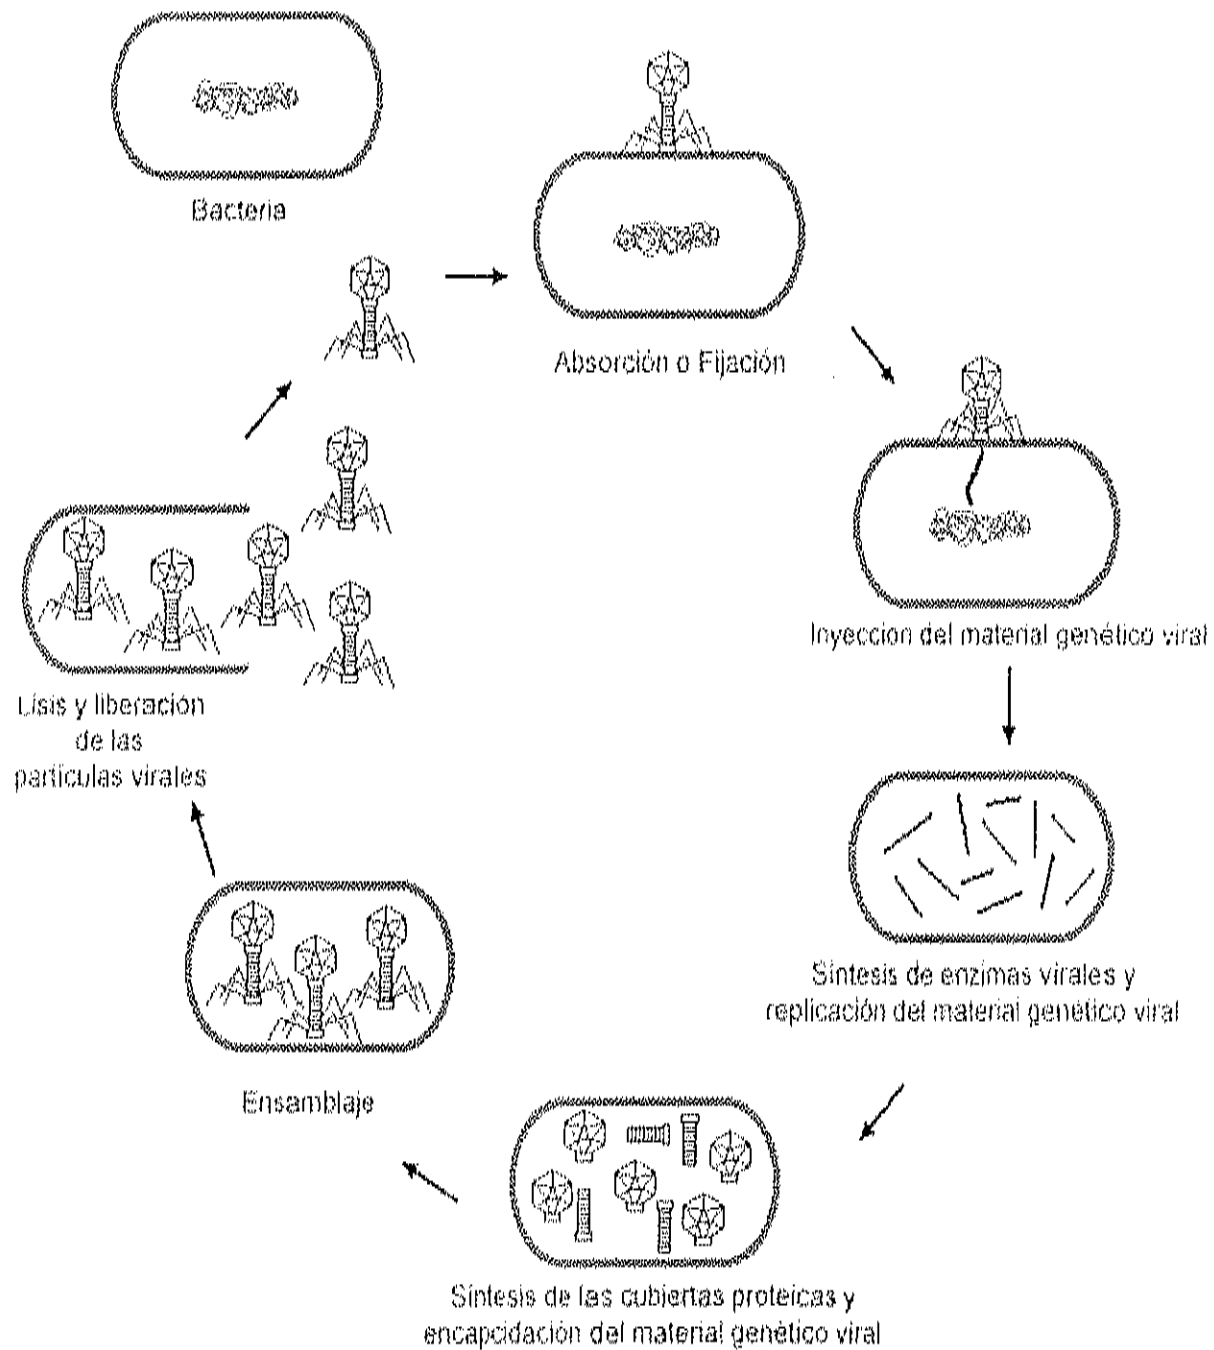 Bacteria
Absorción o Fijación
Inyeccion del material genético viral
Lisis y liberación
de las
partículas virales
Síntesis de enzimas virales y
replicación del material genético viral
Ensamblaje
Síntesis de las cubiertas proteicas y
encapcidación del material genético viral